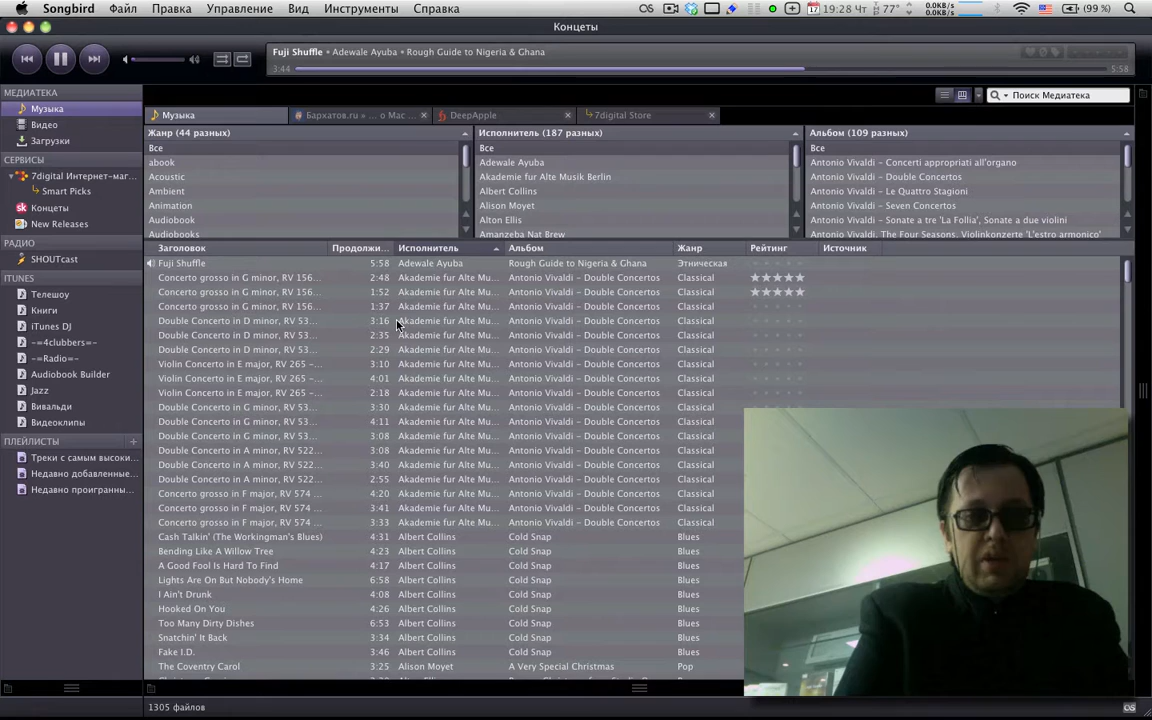 Songbird Файл Правка Управление Вид Инструменты Справка
OS 17 19:28 Чт 77° 0.0KB/s 0.0KB/s (99 %)
Концеты
Fuji Shuffle • Adewale Ayuba • Rough Guide to Nigeria & Ghana
3:44 5:58
МЕДИАТЕКА
Музыка
Видео
Загрузки
СЕРВИСЫ
7digital Интернет-маг...
Smart Picks
Концеты
New Releases
РАДИО
SHOUTcast
ITUNES
Телешоу
Книги
iTunes DJ
-=4clubbers=-
-=Radio=-
Audiobook Builder
Jazz
Вивальди
Видеоклипы
ПЛЕЙЛИСТЫ
Треки с самым высоки...
Недавно добавленные...
Недавно проигранны...
Поиск Медиатека
Музыка
Бархатов.ru » ... о Mac ...
DeepApple
7digital Store
Жанр (44 разных)
Все
abook
Acoustic
Ambient
Animation
Audiobook
Audiobooks
Исполнитель (187 разных)
Все
Adewale Ayuba
Akademie fur Alte Musik Berlin
Albert Collins
Alison Moyet
Alton Ellis
Amanzeba Nat Brew
Альбом (109 разных)
Все
Antonio Vivaldi – Concerti appropriati all'organo
Antonio Vivaldi – Double Concertos
Antonio Vivaldi – Le Quattro Stagioni
Antonio Vivaldi – Seven Concertos
Antonio Vivaldi – Sonate a tre 'La Follia', Sonate a due violini
Antonio Vivaldi. The Four Seasons. Violinkonzerte 'L'estro armonico'
Заголовок Продолжи... Исполнитель Альбом Жанр Рейтинг Источник
Fuji Shuffle 5:58 Adewale Ayuba Rough Guide to Nigeria & Ghana Этническая
Concerto grosso in G minor, RV 156... 2:48 Akademie fur Alte Mu... Antonio Vivaldi – Double Concertos Classical
Concerto grosso in G minor, RV 156... 1:52 Akademie fur Alte Mu... Antonio Vivaldi – Double Concertos Classical
Concerto grosso in G minor, RV 156... 1:37 Akademie fur Alte Mu... Antonio Vivaldi – Double Concertos Classical
Double Concerto in D minor, RV 53... 3:16 Akademie fur Alte Mu... Antonio Vivaldi – Double Concertos Classical
Double Concerto in D minor, RV 53... 2:35 Akademie fur Alte Mu... Antonio Vivaldi – Double Concertos Classical
Double Concerto in D minor, RV 53... 2:29 Akademie fur Alte Mu... Antonio Vivaldi – Double Concertos Classical
Violin Concerto in E major, RV 265 –... 3:10 Akademie fur Alte Mu... Antonio Vivaldi – Double Concertos Classical
Violin Concerto in E major, RV 265 –... 4:01 Akademie fur Alte Mu... Antonio Vivaldi – Double Concertos Classical
Violin Concerto in E major, RV 265 –... 2:18 Akademie fur Alte Mu... Antonio Vivaldi – Double Concertos Classical
Double Concerto in G minor, RV 53... 3:30 Akademie fur Alte Mu... Antonio Vivaldi – Double Concertos Classical
Double Concerto in G minor, RV 53... 4:11 Akademie fur Alte Mu... Antonio Vivaldi – Double Concertos Classical
Double Concerto in G minor, RV 53... 3:08 Akademie fur Alte Mu... Antonio Vivaldi – Double Concertos Classical
Double Concerto in A minor, RV 522... 3:08 Akademie fur Alte Mu... Antonio Vivaldi – Double Concertos Classical
Double Concerto in A minor, RV 522... 3:40 Akademie fur Alte Mu... Antonio Vivaldi – Double Concertos Classical
Double Concerto in A minor, RV 522... 2:55 Akademie fur Alte Mu... Antonio Vivaldi – Double Concertos Classical
Concerto grosso in F major, RV 574 ... 4:20 Akademie fur Alte Mu... Antonio Vivaldi – Double Concertos Classical
Concerto grosso in F major, RV 574 ... 3:41 Akademie fur Alte Mu... Antonio Vivaldi – Double Concertos Classical
Concerto grosso in F major, RV 574 ... 3:33 Akademie fur Alte Mu... Antonio Vivaldi – Double Concertos Classical
Cash Talkin' (The Workingman's Blues) 4:31 Albert Collins Cold Snap Blues
Bending Like A Willow Tree 4:23 Albert Collins Cold Snap Blues
A Good Fool Is Hard To Find 4:17 Albert Collins Cold Snap Blues
Lights Are On But Nobody's Home 6:58 Albert Collins Cold Snap Blues
I Ain't Drunk 4:08 Albert Collins Cold Snap Blues
Hooked On You 4:26 Albert Collins Cold Snap Blues
Too Many Dirty Dishes 6:53 Albert Collins Cold Snap Blues
Snatchin' It Back 3:34 Albert Collins Cold Snap Blues
Fake I.D. 3:46 Albert Collins Cold Snap Blues
The Coventry Carol 3:25 Alison Moyet A Very Special Christmas Pop
1305 файлов